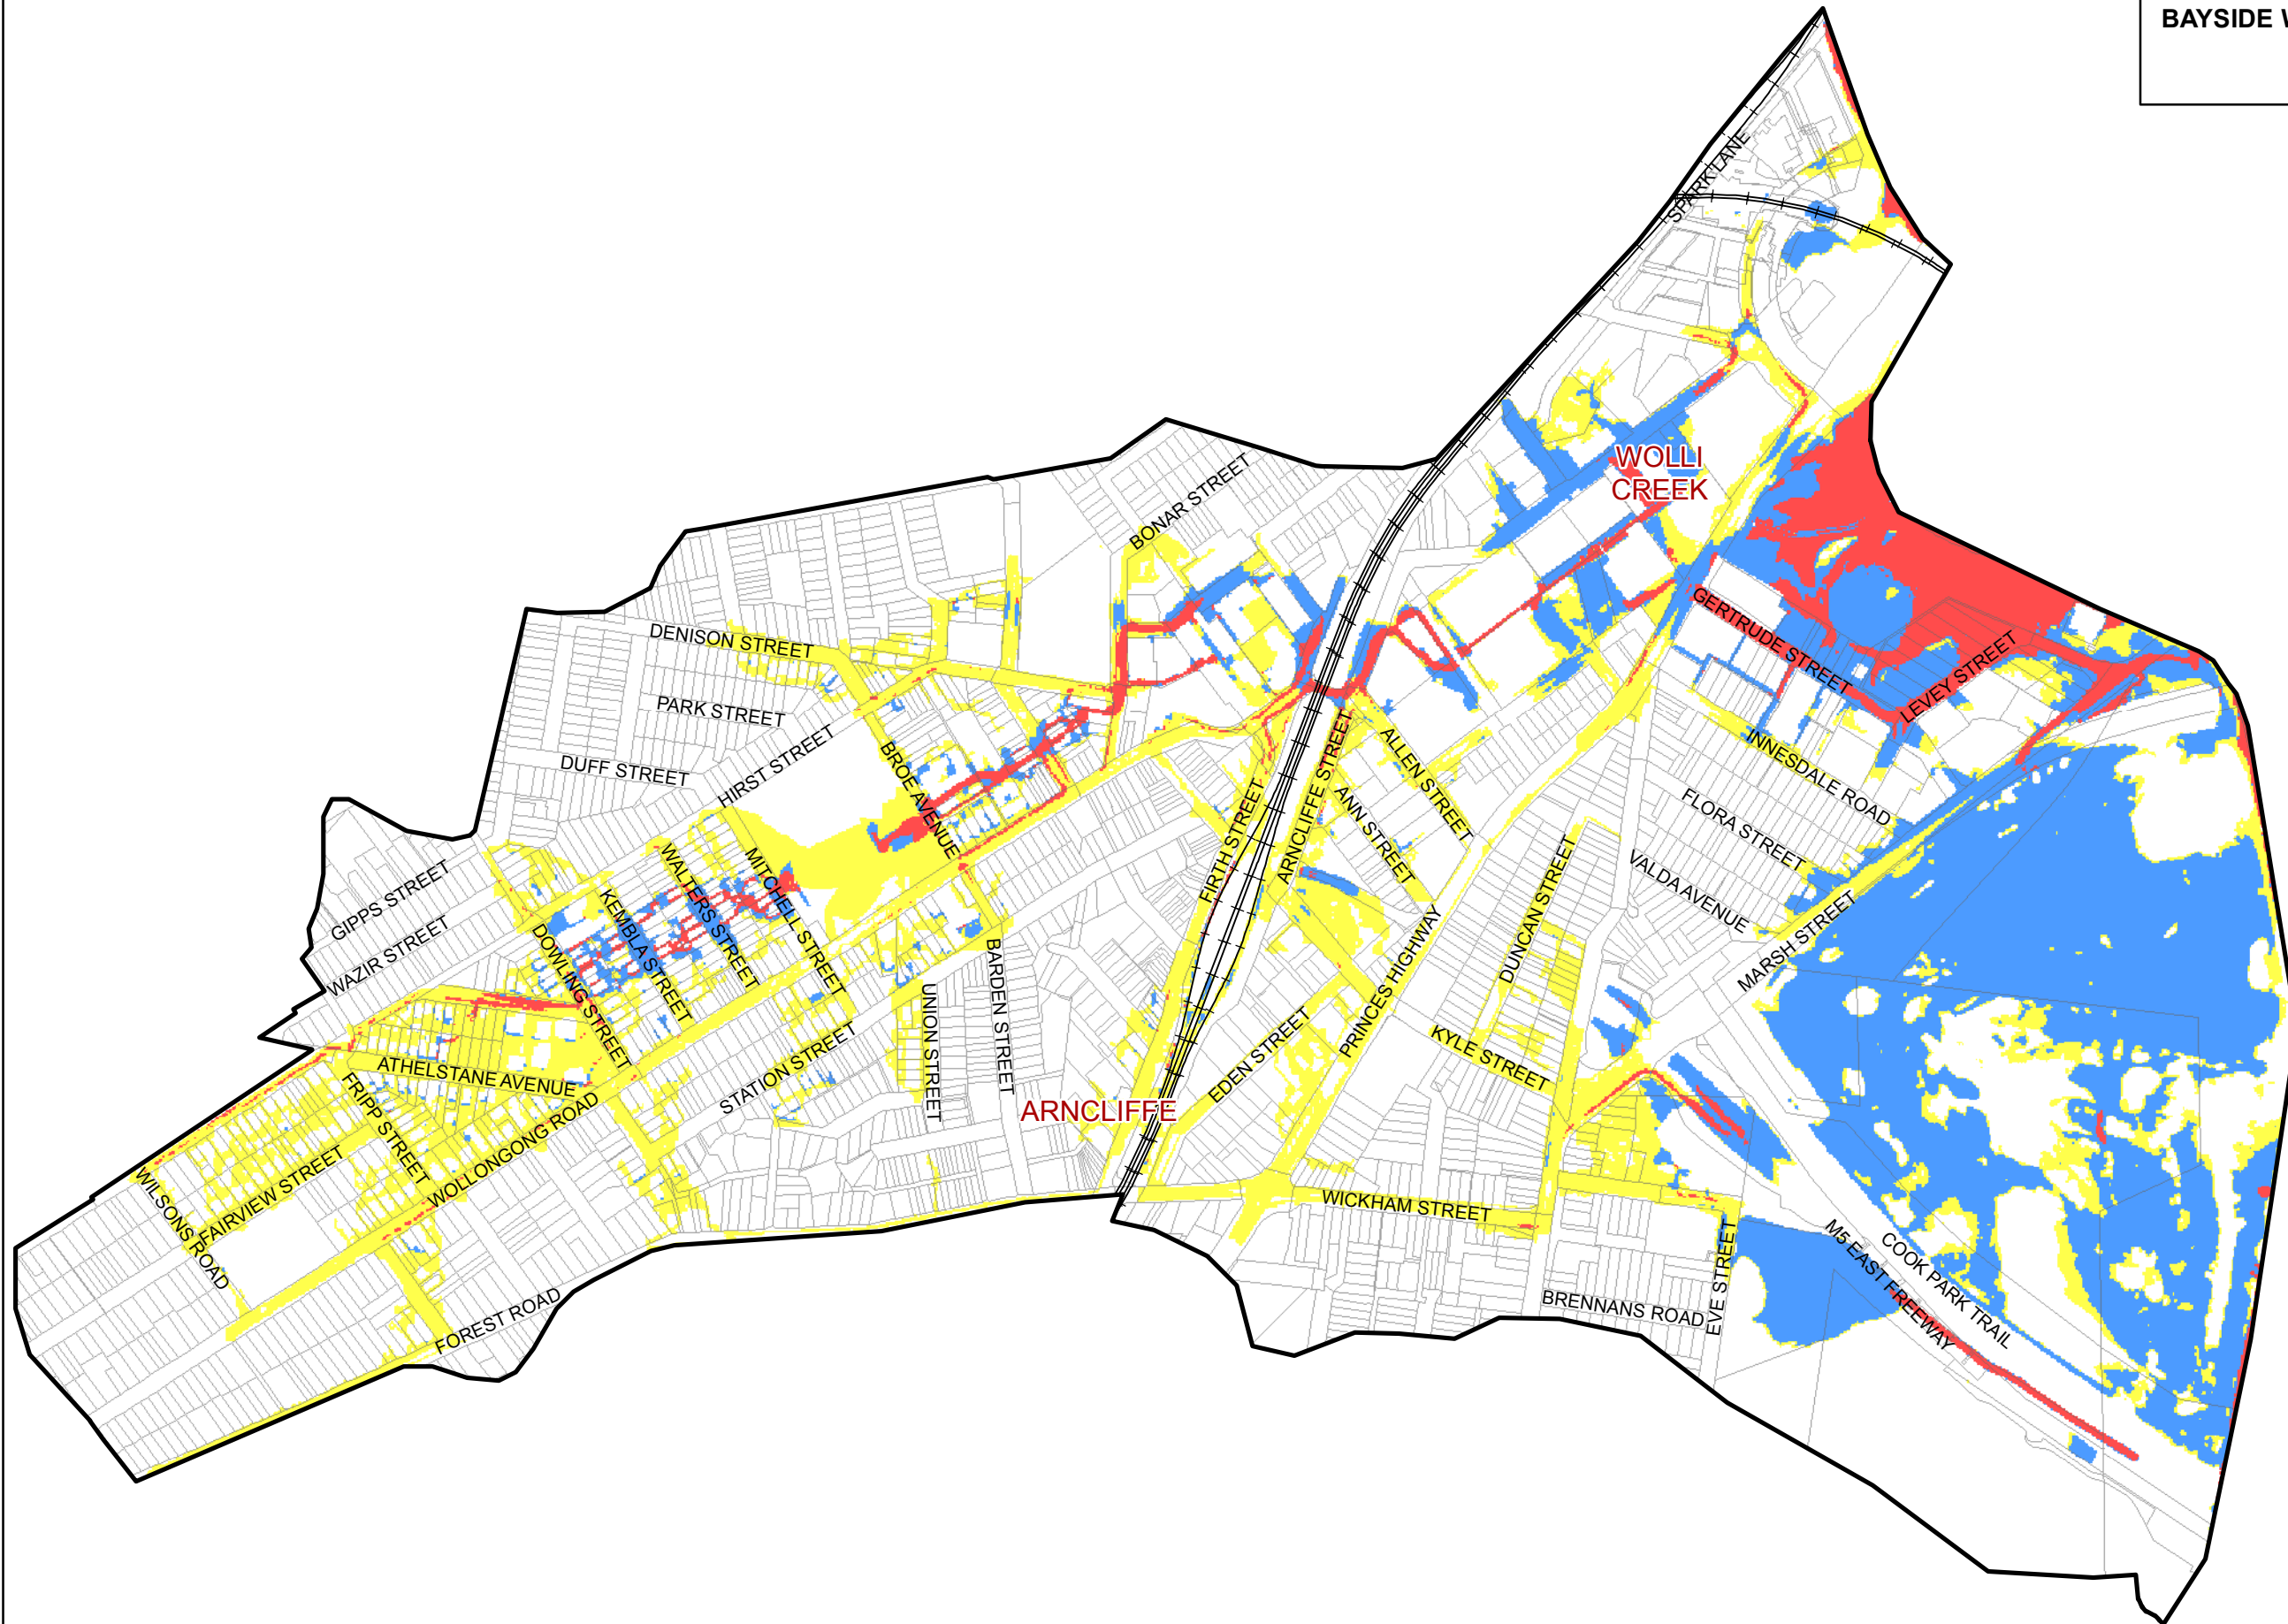 BAYSIDE W
SPARK LANE
BONAR STREET
WOLLI
CREEK
DENISON STREET
GERTRUDE STREET
PARK STREET
LEVEY STREET
HIRST STREET
BROE AVENUE
ALLEN STREET
INNESDALE ROAD
DUFF STREET
ARNCLIFFE STREET
FLORA STREET
FIRTH STREET
ANN STREET
WALTERS STREET
MITCHELL STREET
DUNCAN STREET
VALDA AVENUE
GIPPS STREET
KEMBLA STREET
MARSH STREET
WAZIR STREET
DOWLING STREET
BARDEN STREET
PRINCES HIGHWAY
UNION STREET
STATION STREET
EDEN STREET
KYLE STREET
ATHELSTANE AVENUE
ARNCLIFFE
FRIPP STREET
WOLLONGONG ROAD
WILSONS ROAD
FAIRVIEW STREET
WICKHAM STREET
M5 EAST FREEWAY
COOK PARK TRAIL
EVE STREET
BRENNANS ROAD
FOREST ROAD